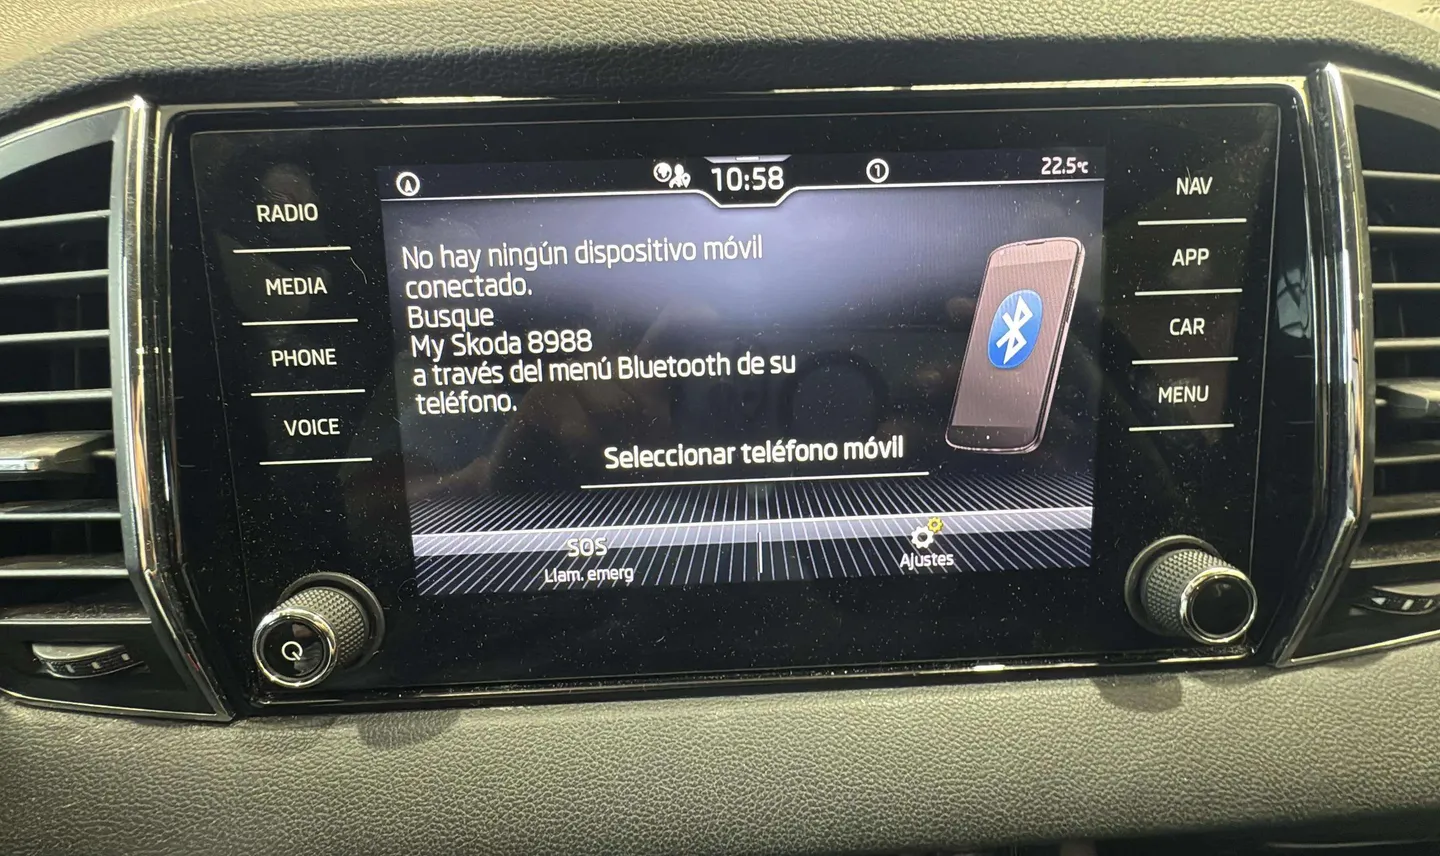 10:58
1
22.5°C
RADIO
MEDIA
PHONE
VOICE
No hay ningún dispositivo móvil
conectado.
Busque
My Skoda 8988
a través del menú Bluetooth de su
teléfono.
Seleccionar teléfono móvil
SOS
Llam. emerg
Ajustes
NAV
APP
CAR
MENU